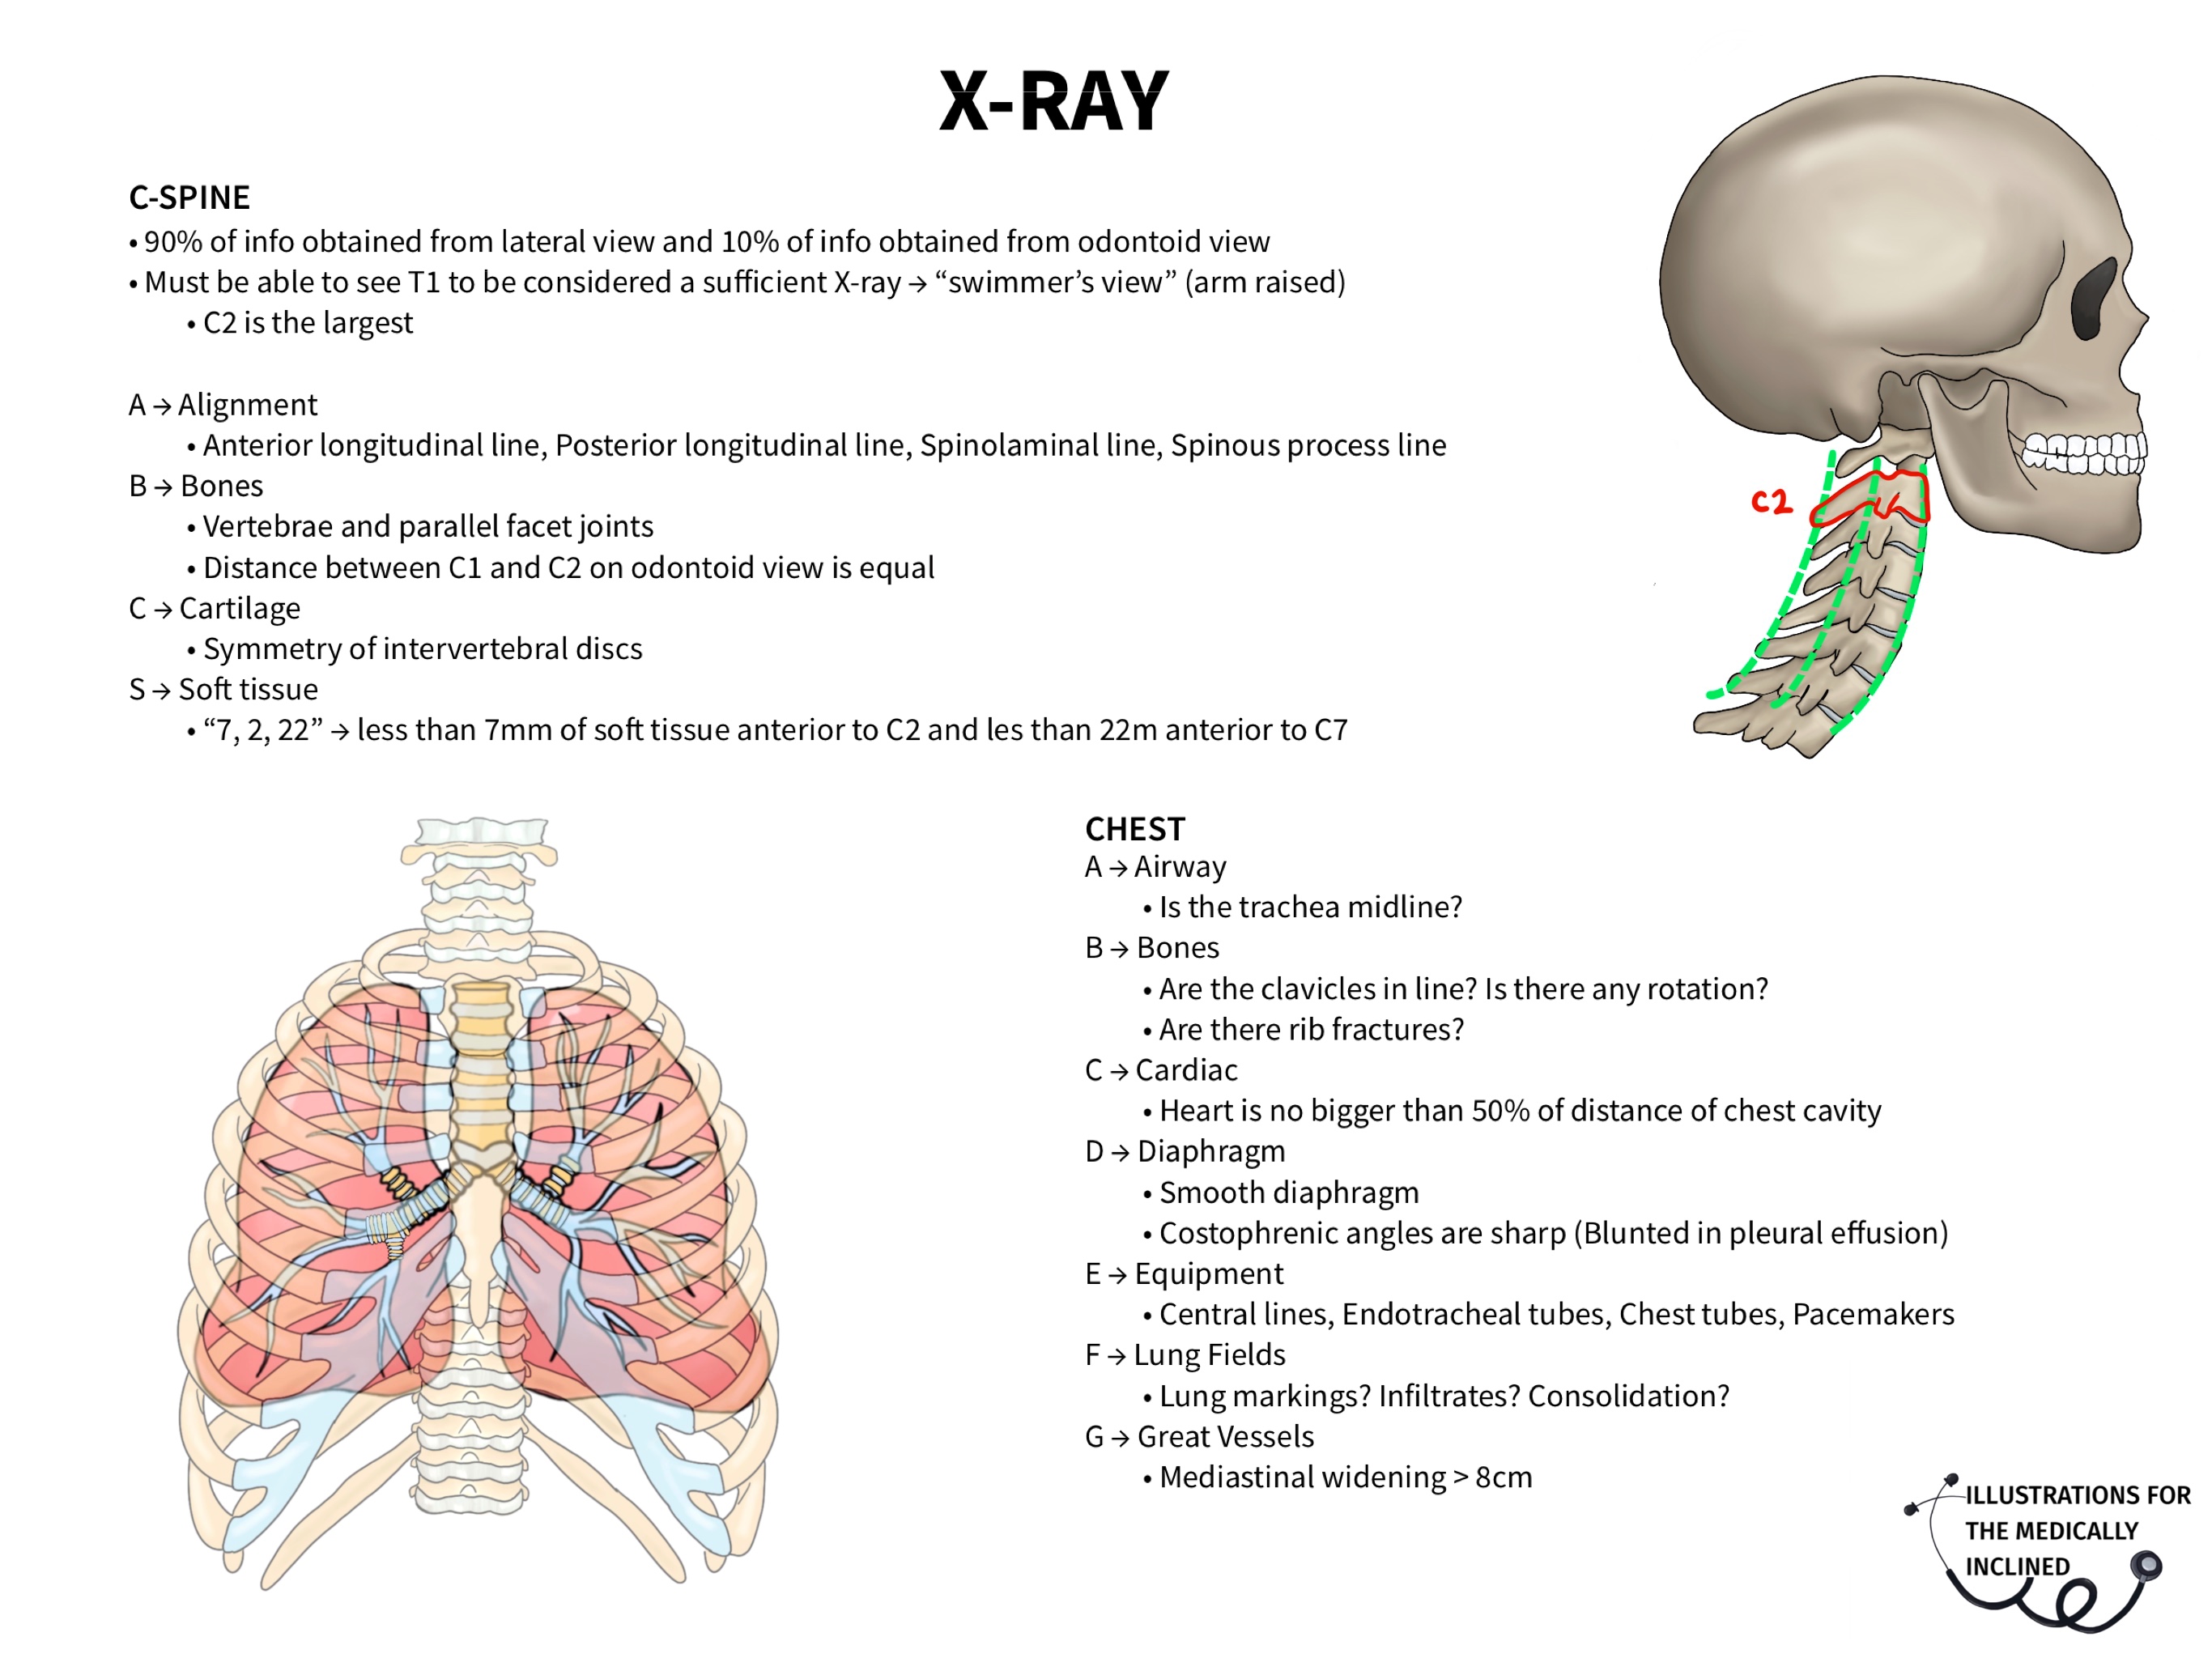 X-RAY
C-SPINE
• 90% of info obtained from lateral view and 10% of info obtained from odontoid view
• Must be able to see T1 to be considered a sufficient X-ray → “swimmer’s view” (arm raised)
• C2 is the largest
A → Alignment
• Anterior longitudinal line, Posterior longitudinal line, Spinolaminal line, Spinous process line
B → Bones
• Vertebrae and parallel facet joints
• Distance between C1 and C2 on odontoid view is equal
C → Cartilage
• Symmetry of intervertebral discs
S → Soft tissue
• “7, 2, 22” → less than 7mm of soft tissue anterior to C2 and les than 22m anterior to C7
C2
CHEST
A → Airway
• Is the trachea midline?
B → Bones
• Are the clavicles in line? Is there any rotation?
• Are there rib fractures?
C → Cardiac
• Heart is no bigger than 50% of distance of chest cavity
D → Diaphragm
• Smooth diaphragm
• Costophrenic angles are sharp (Blunted in pleural effusion)
E → Equipment
• Central lines, Endotracheal tubes, Chest tubes, Pacemakers
F → Lung Fields
• Lung markings? Infiltrates? Consolidation?
G → Great Vessels
• Mediastinal widening > 8cm
ILLUSTRATIONS FOR
THE MEDICALLY
INCLINED